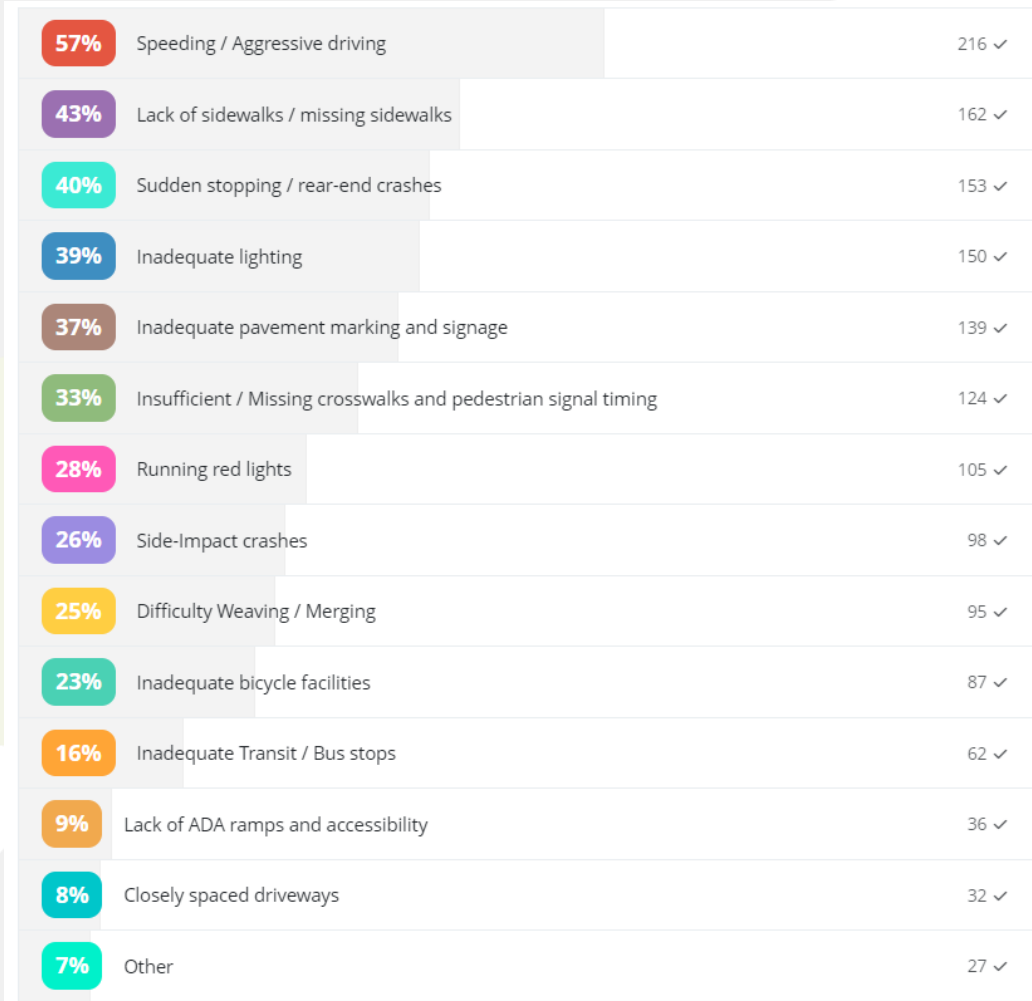 57% Speeding / Aggressive driving 216 ✓
43% Lack of sidewalks / missing sidewalks 162 ✓
40% Sudden stopping / rear-end crashes 153 ✓
39% Inadequate lighting 150 ✓
37% Inadequate pavement marking and signage 139 ✓
33% Insufficient / Missing crosswalks and pedestrian signal timing 124 ✓
28% Running red lights 105 ✓
26% Side-Impact crashes 98 ✓
25% Difficulty Weaving / Merging 95 ✓
23% Inadequate bicycle facilities 87 ✓
16% Inadequate Transit / Bus stops 62 ✓
9% Lack of ADA ramps and accessibility 36 ✓
8% Closely spaced driveways 32 ✓
7% Other 27 ✓